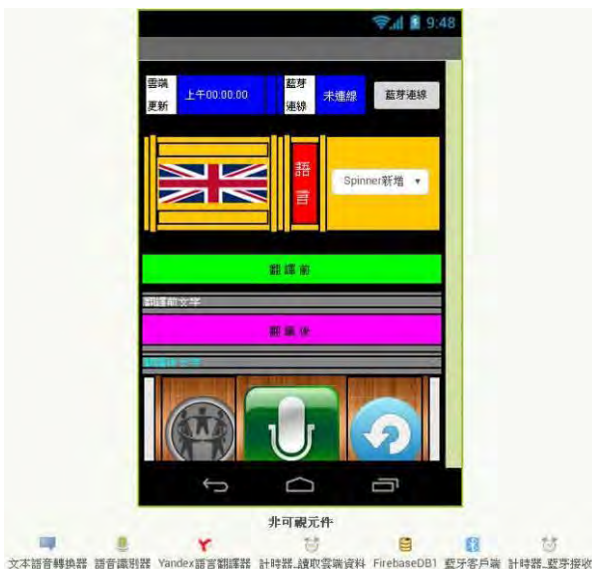 9:48
雲端
更新
上午00:00:00
藍芽
連線
未連線
藍芽連線
語
言
Spinner新增
翻譯前
翻譯前文字
翻譯後
翻譯後文字
非可視元件
文本語音轉換器 語音識別器 Yandex語言翻譯器 計時器_讀取雲端資料 FirebaseDB1 藍牙客戶端 計時器_藍芽接收